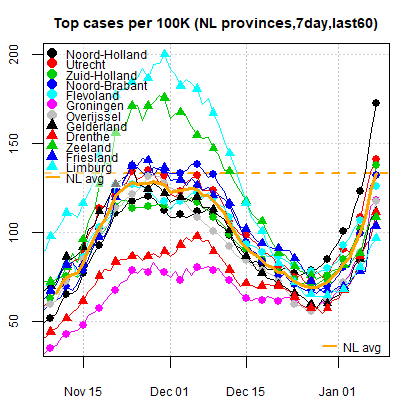 Top cases per 100K (NL provinces,7day,last60)
200
150
100
50
Noord-Holland
Utrecht
Zuid-Holland
Noord-Brabant
Flevoland
Groningen
Overijssel
Gelderland
Drenthe
Zeeland
Friesland
Limburg
NL avg
NL avg
Nov 15
Dec 01
Dec 15
Jan 01